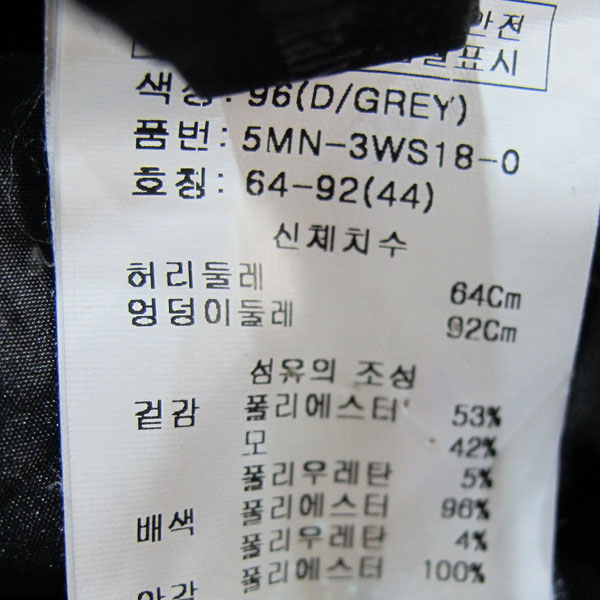 안전
표시
색상: 96(D/GREY)
품번: 5MN-3WS18-0
호칭: 64-92(44)
신체치수
허리둘레 64Cm
엉덩이둘레 92Cm
섬유의 조성
겉감 폴리에스터 53%
모 42%
폴리우레탄 5%
배색 폴리에스터 96%
폴리우레탄 4%
안감 폴리에스터 100%